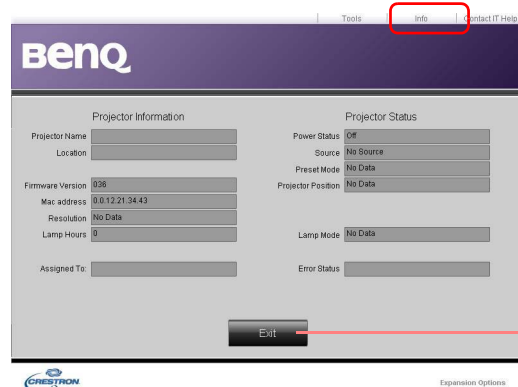 Tools Info Contact IT Help
BenQ
Projector Information
Projector Name
Location
Firmware Version 036
Mac address 0.0.12.21.34.43
Resolution No Data
Lamp Hours 0
Assigned To:
Projector Status
Power Status Off
Source No Source
Preset Mode No Data
Projector Position No Data
Lamp Mode No Data
Error Status
Exit
CRESTRON
Expansion Options